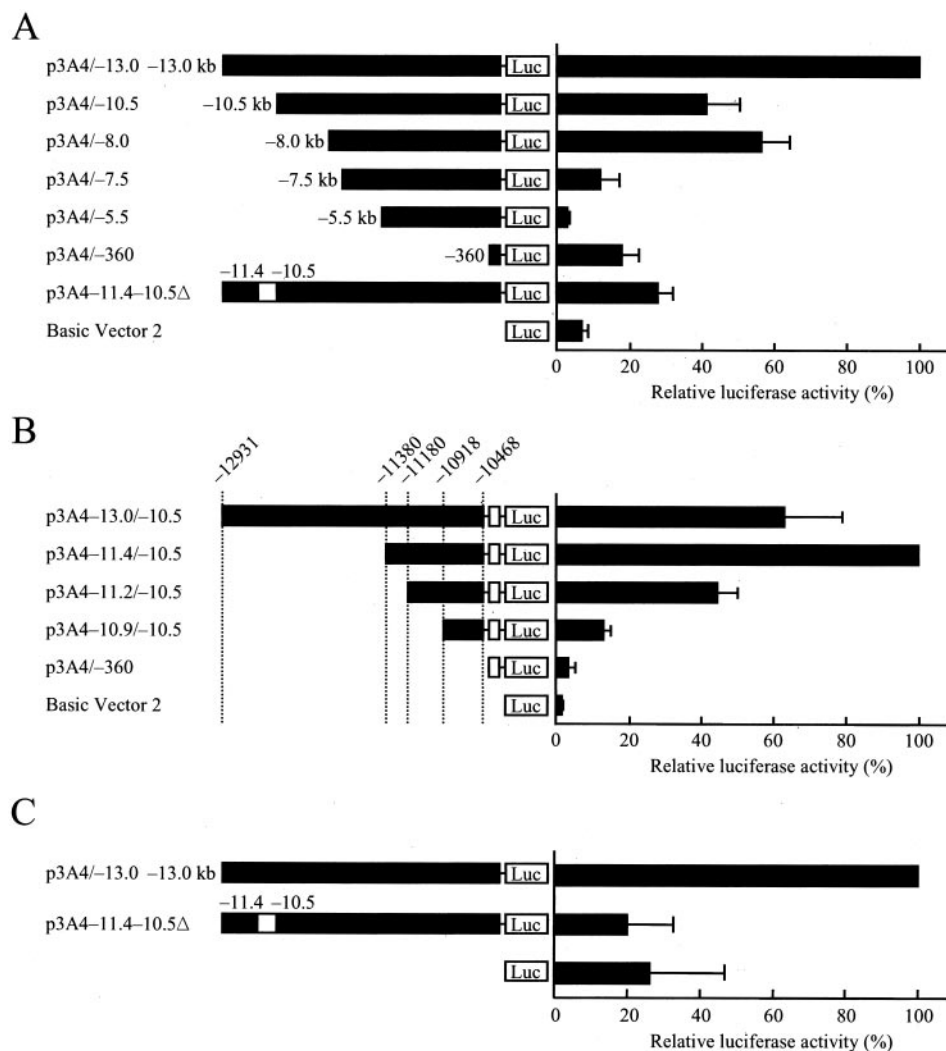 A
p3A4/–13.0 –13.0 kb Luc
p3A4/–10.5 –10.5 kb Luc
p3A4/–8.0 –8.0 kb Luc
p3A4/–7.5 –7.5 kb Luc
p3A4/–5.5 –5.5 kb Luc
p3A4/–360 –360 Luc
–11.4 –10.5
p3A4–11.4–10.5Δ Luc
Basic Vector 2 Luc
0 20 40 60 80 100
Relative luciferase activity (%)
B
–12931 –11380 –11180 –10918 –10468
p3A4–13.0/–10.5 Luc
p3A4–11.4/–10.5 Luc
p3A4–11.2/–10.5 Luc
p3A4–10.9/–10.5 Luc
p3A4/–360 Luc
Basic Vector 2 Luc
0 20 40 60 80 100
Relative luciferase activity (%)
C
p3A4/–13.0 –13.0 kb Luc
–11.4 –10.5
p3A4–11.4–10.5Δ Luc
Luc
0 20 40 60 80 100
Relative luciferase activity (%)